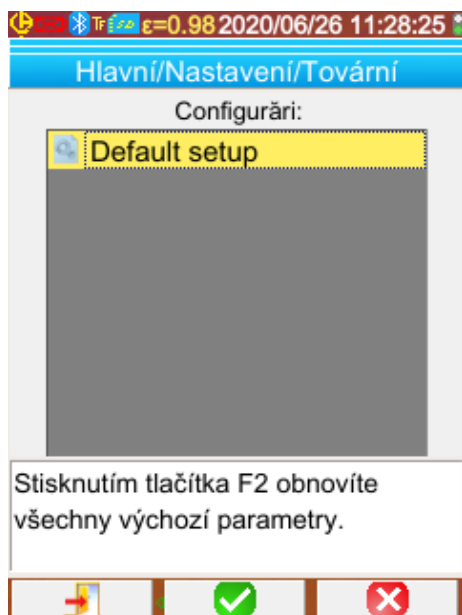 TF ε=0.98 2020/06/26 11:28:25
Hlavní/Nastavení/Tovární
Configurări:
Default setup
Stisknutím tlačítka F2 obnovíte
všechny výchozí parametry.